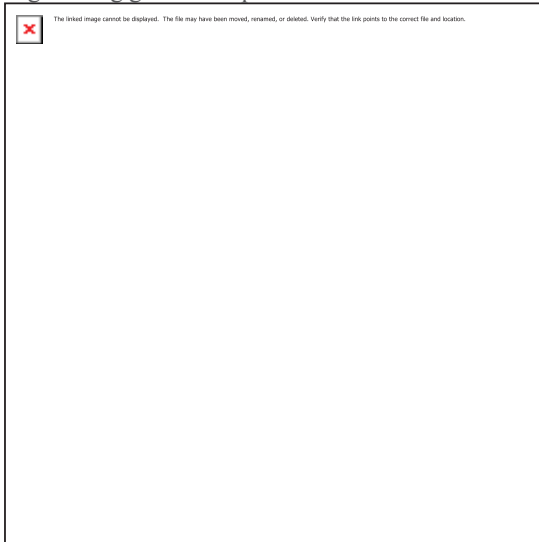 The linked image cannot be displayed. The file may have been moved, renamed, or deleted. Verify that the link points to the correct file and location.